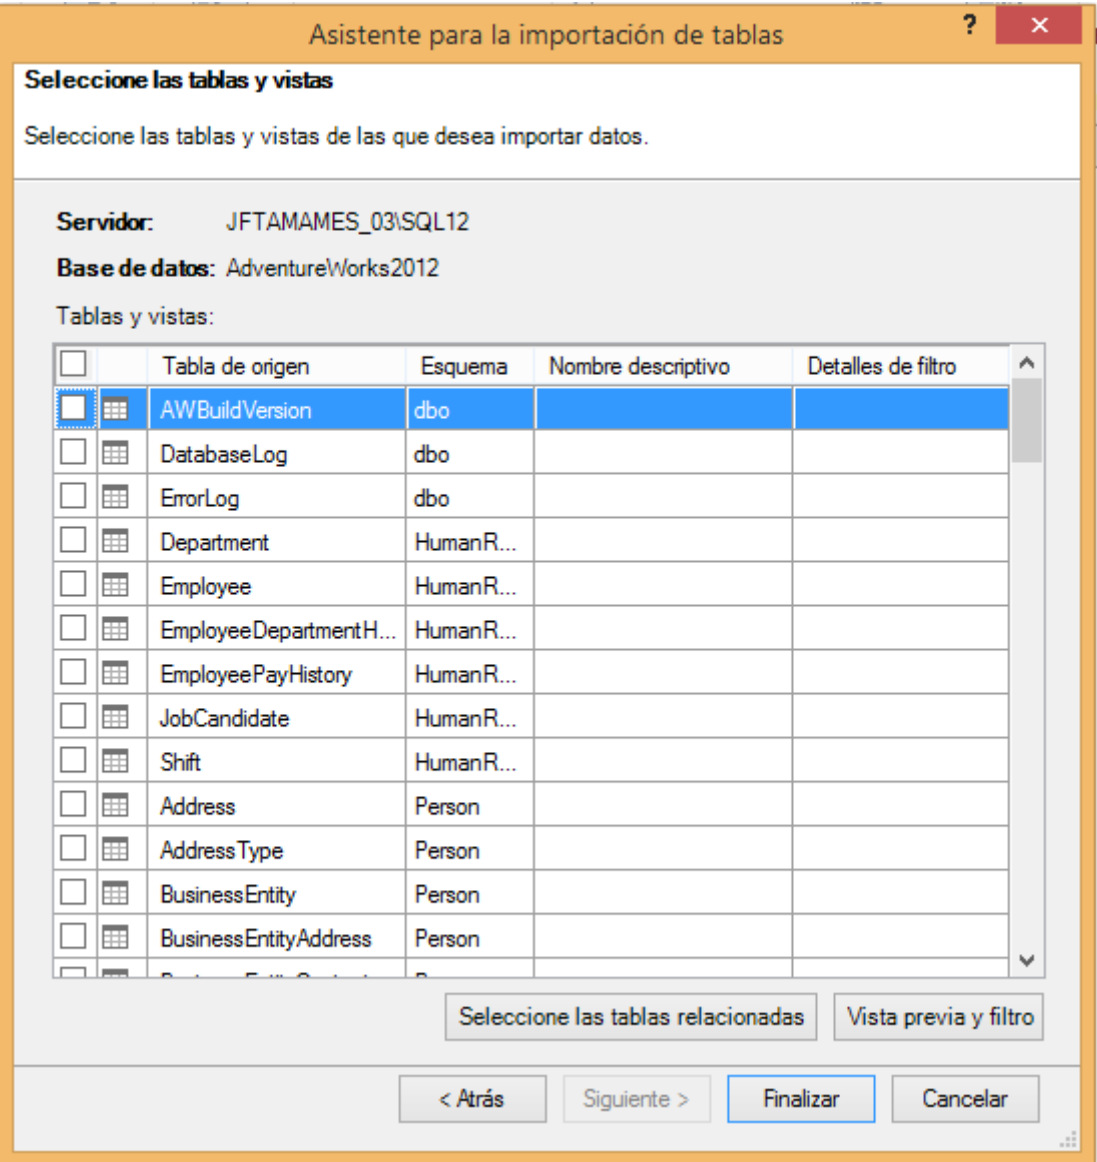 Asistente para la importación de tablas
?
Seleccione las tablas y vistas
Seleccione las tablas y vistas de las que desea importar datos.
Servidor: JFTAMAMES_03\SQL12
Base de datos: AdventureWorks2012
Tablas y vistas:
Tabla de origen Esquema Nombre descriptivo Detalles de filtro
AWBuildVersion dbo
DatabaseLog dbo
ErrorLog dbo
Department HumanR...
Employee HumanR...
EmployeeDepartmentH... HumanR...
EmployeePayHistory HumanR...
JobCandidate HumanR...
Shift HumanR...
Address Person
AddressType Person
BusinessEntity Person
BusinessEntityAddress Person
Seleccione las tablas relacionadas Vista previa y filtro
< Atrás Siguiente > Finalizar Cancelar